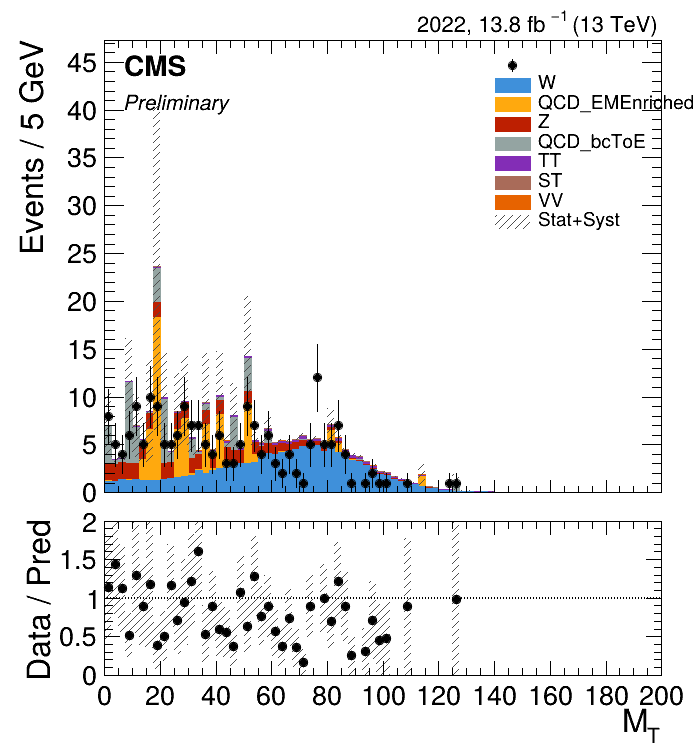 2022, 13.8 fb⁻¹ (13 TeV)
CMS
Preliminary
W
QCD_EMEnriched
Z
QCD_bcToE
TT
ST
VV
Stat+Syst
Events / 5 GeV
45
40
35
30
25
20
15
10
5
0
Data / Pred
2
1.5
1
0.5
0
0 20 40 60 80 100 120 140 160 180 200
M_T